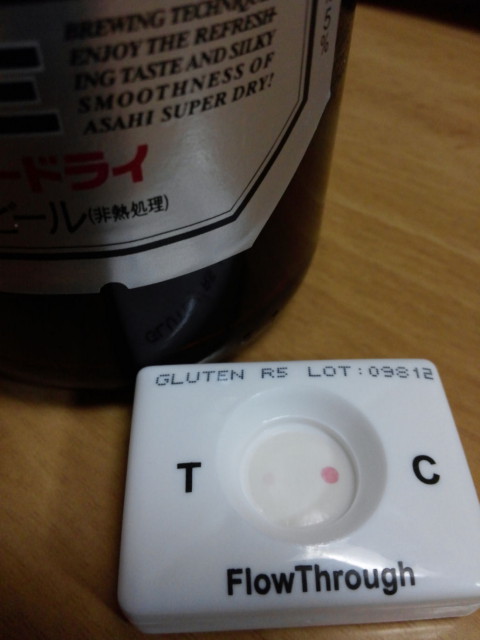 BREWING TECHNIQUE
ENJOY THE REFRESH-
ING TASTE AND SILKY
SMOOTHNESS OF
ASAHI SUPER DRY!
ードライ
ビール(非熱処理)
GLUTEN R5 LOT:09812
T
C
FlowThrough